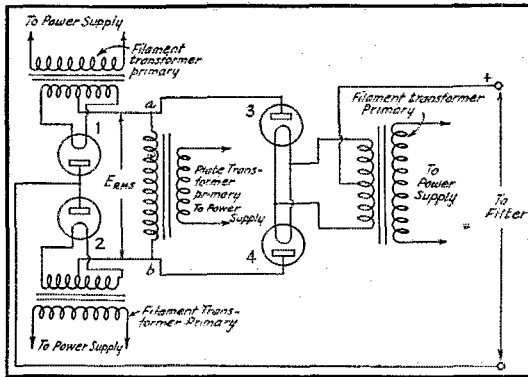 To Power Supply
Filament
transformer
primary
1
a
3
+
Filament transformer
Primary
E RMS
Plate Trans-
former
primary
To Power
Supply
To
Power
Supply
=
To
Filter
2
b
4
Filament Trans-
former Primary
To Power Supply